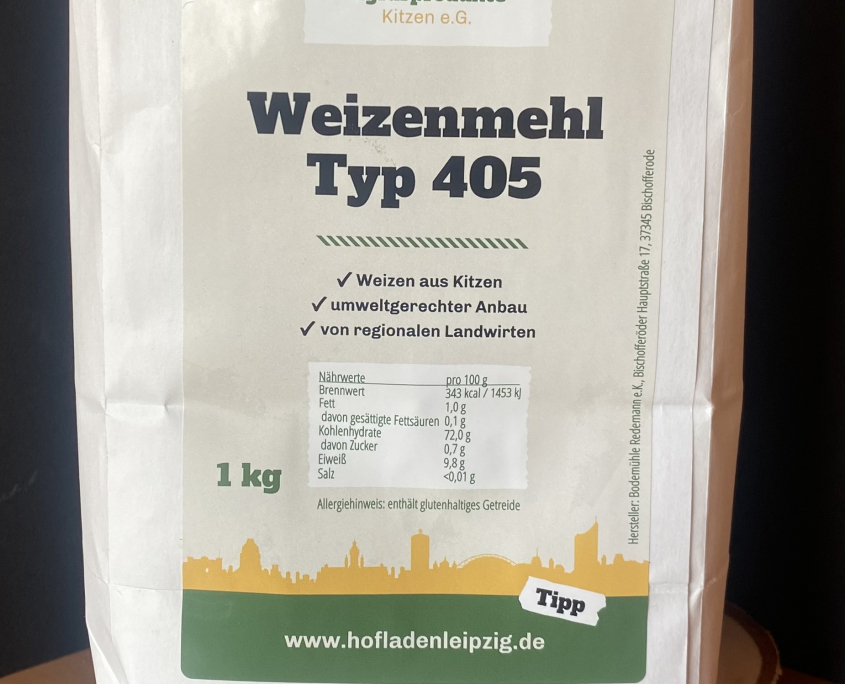 Kitzen e.G.
Weizenmehl
Typ 405
✓ Weizen aus Kitzen
✓ umweltgerechter Anbau
✓ von regionalen Landwirten
Nährwerte pro 100 g
Brennwert 343 kcal / 1453 kJ
Fett 1,0 g
davon gesättigte Fettsäuren 0,1 g
Kohlenhydrate 72,0 g
davon Zucker 0,7 g
Eiweiß 9,8 g
Salz <0,01 g
1 kg
Allergiehinweis: enthält glutenhaltiges Getreide
Hersteller: Bodemühle Redemann e.K., Bischofferöder Hauptstraße 17, 37345 Bischofferode
Tipp
www.hofladenleipzig.de